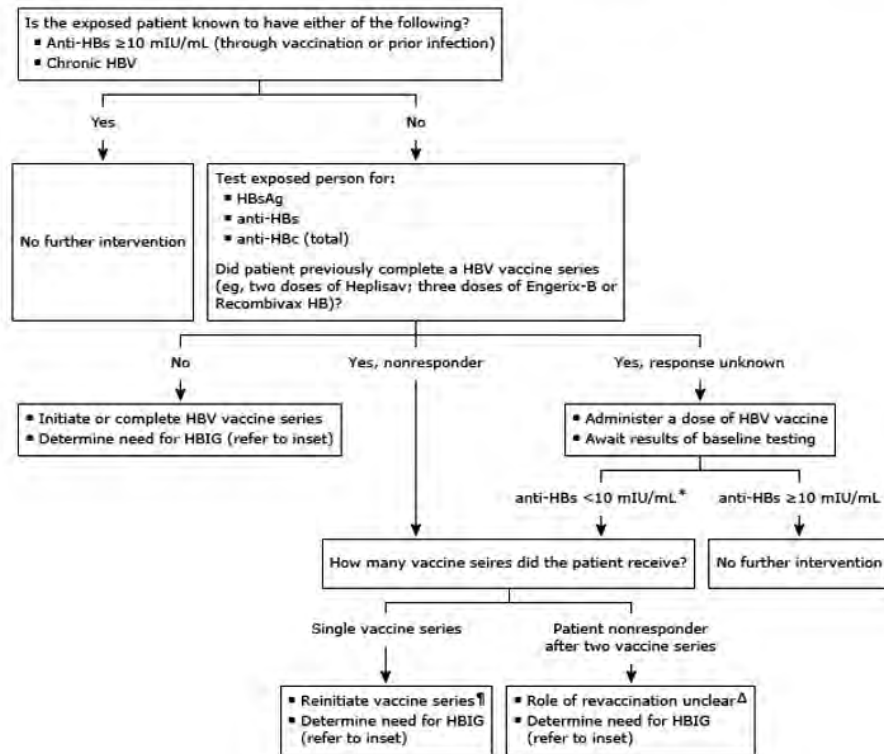 Is the exposed patient known to have either of the following?
▪ Anti-HBs ≥10 mIU/mL (through vaccination or prior infection)
▪ Chronic HBV
Yes
No
No further intervention
Test exposed person for:
▪ HBsAg
▪ anti-HBs
▪ anti-HBc (total)
Did patient previously complete a HBV vaccine series
(eg, two doses of Heplisav; three doses of Engerix-B or
Recombivax HB)?
No
Yes, nonresponder
Yes, response unknown
▪ Initiate or complete HBV vaccine series
▪ Determine need for HBIG (refer to inset)
▪ Administer a dose of HBV vaccine
▪ Await results of baseline testing
anti-HBs <10 mIU/mL*
anti-HBs ≥10 mIU/mL
How many vaccine seires did the patient receive?
No further intervention
Single vaccine series
Patient nonresponder
after two vaccine series
▪ Reinitiate vaccine series¶
▪ Determine need for HBIG
(refer to inset)
▪ Role of revaccination unclearΔ
▪ Determine need for HBIG
(refer to inset)